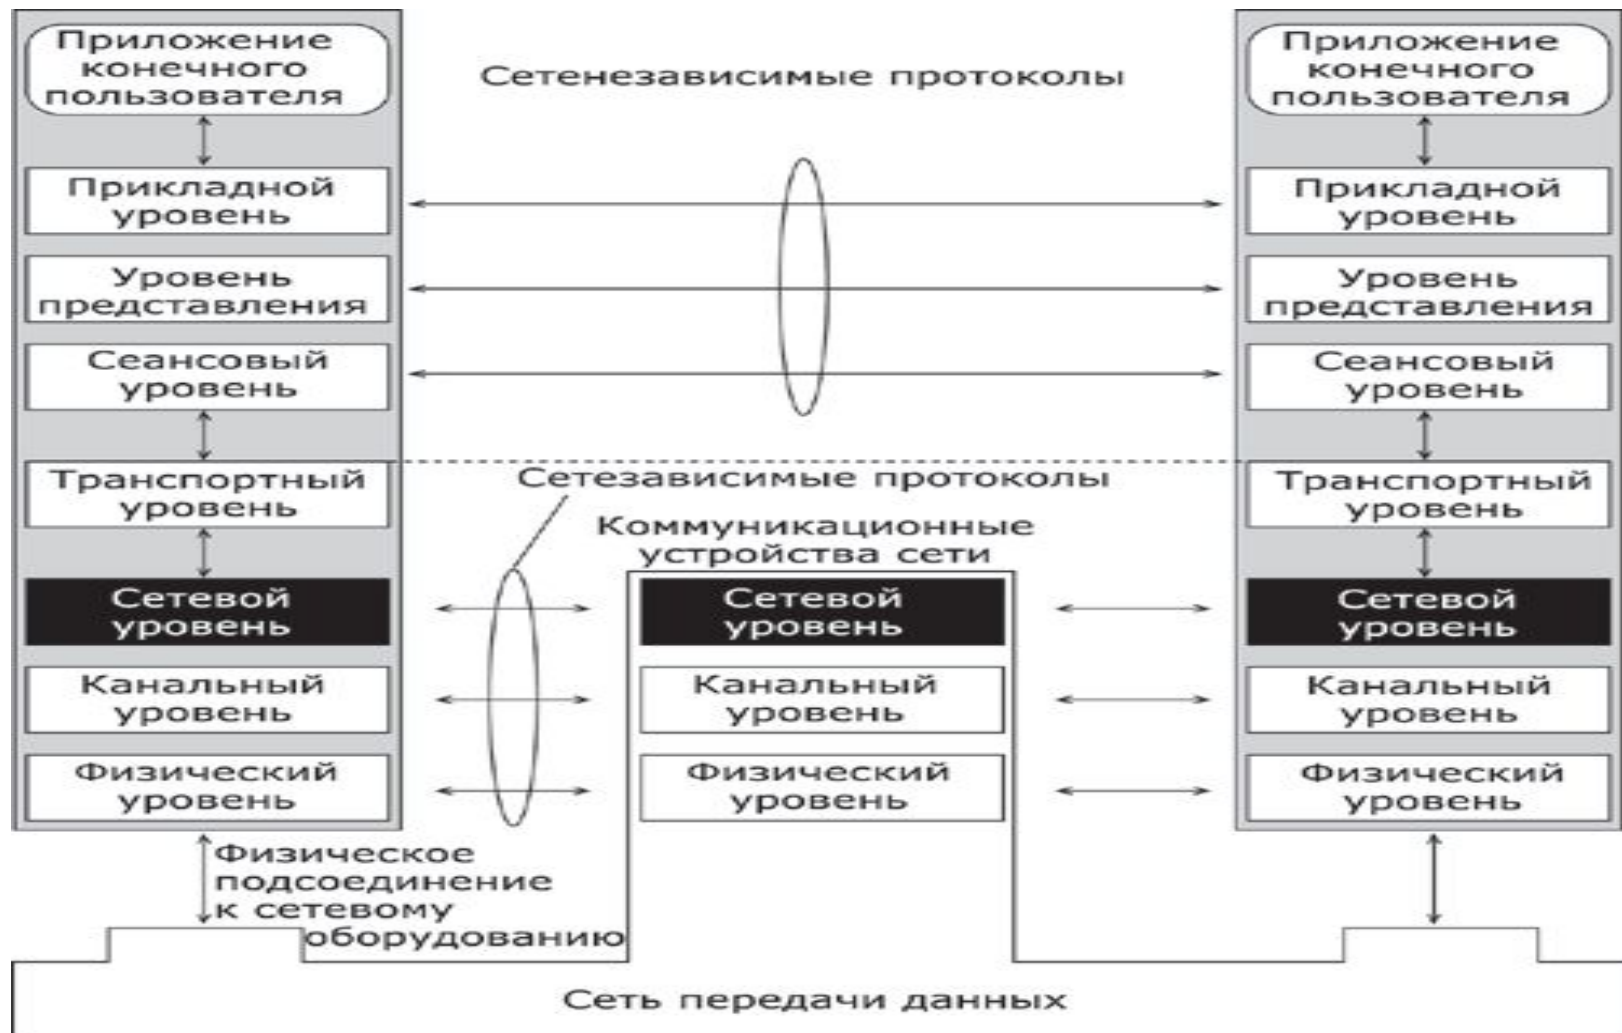 Приложение
конечного
пользователя
Прикладной
уровень
Уровень
представления
Сеансовый
уровень
Транспортный
уровень
Сетевой
уровень
Канальный
уровень
Физический
уровень
Физическое
подсоединение
к сетевому
оборудованию
Сетенезависимые протоколы
Сетезависимые протоколы
Коммуникационные
устройства сети
Сетевой
уровень
Канальный
уровень
Физический
уровень
Приложение
конечного
пользователя
Прикладной
уровень
Уровень
представления
Сеансовый
уровень
Транспортный
уровень
Сетевой
уровень
Канальный
уровень
Физический
уровень
Сеть передачи данных